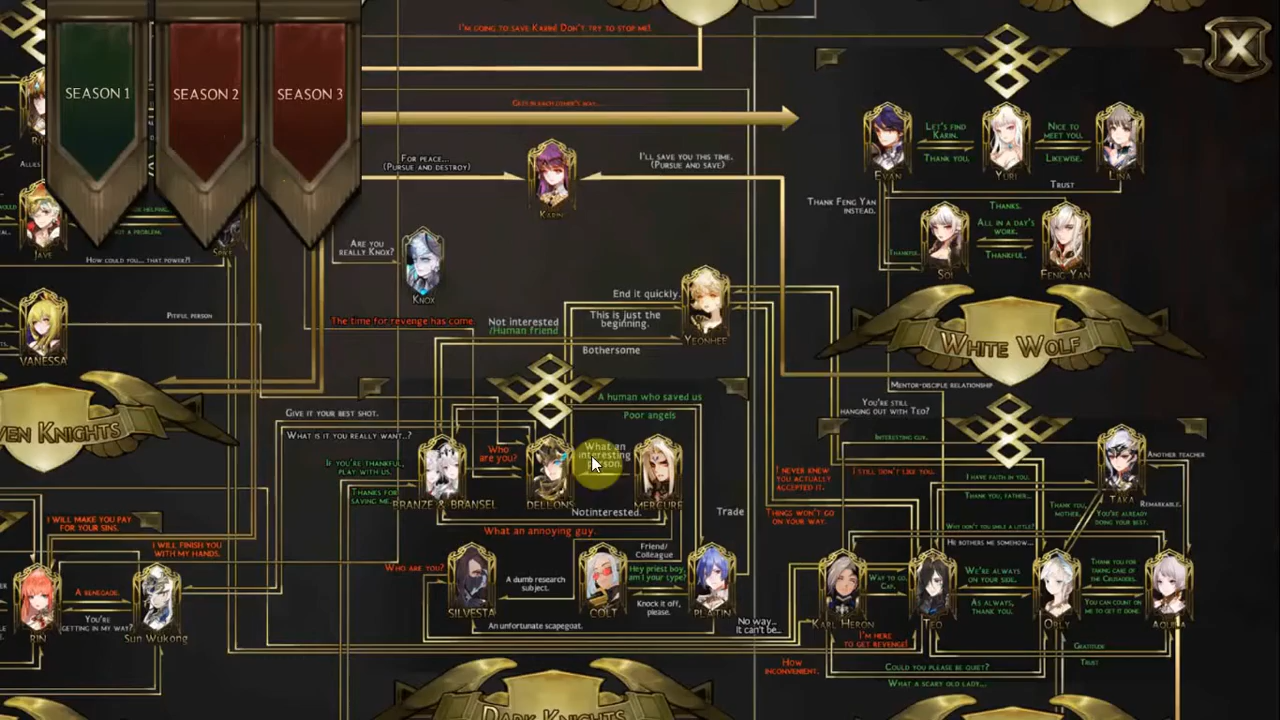 I'm going to save Karin! Don't try to stop me!
SEASON 1
SEASON 2
SEASON 3
Gets in each other's way...
For peace...
(Pursue and destroy)
I'll save you this time.
(Pursue and save)
Karin
Let's find
Karin.
Thank you.
Nice to
meet you.
Likewise.
Evan
Yuri
Lina
Trust
Thank Feng Yan
instead.
Thanks.
All in a day's
work.
Thankful.
Thankful.
Soi
Feng Yan
Jave
How could you... that power?!
Are you
really Knox?
Knox
Pitiful person
Vanessa
The time for revenge has come
Not interested
/Human friend
End it quickly.
This is just the
beginning.
Bothersome
Yeonhee
White Wolf
Mentor-disciple relationship
You're still
hanging out with Teo?
A human who saved us
Poor angels
Give it your best shot.
What is it you really want...?
Who
are you?
What an
interesting
person.
If you're thankful,
play with us.
Thanks for
saving me.
Branze & Bransel
Dellons
Mercure
Not interested.
Trade
What an annoying guy.
Interesting guy.
I still don't like you.
I never knew
you actually
accepted it.
I have faith in you.
Thank you, father...
Taka
Another teacher
Remarkable.
Thank you,
mother.
You're already
doing your best.
Things won't go
on your way.
Why don't you smile a little?
He bothers me somehow...
I will make you pay
for your sins.
I will finish you
with my hands.
Rin
A renegade.
You're
getting in my way?
Sun Wukong
Who are you?
Silvesta
A dumb research
subject.
Colt
Friend/
Colleague
Hey priest boy,
am I your type?
Knock it off,
please.
Platin
An unfortunate scapegoat.
No way...
It can't be...
Karl Heron
Way to go,
Cap.
Teo
We're always
on your side.
As always,
thank you.
Orly
Thank you for
taking care of
the Crusaders.
You can count on
me to get it done.
Aquila
I'm here
to get revenge!
Gratitude
Trust
How
inconvenient.
Could you please be quiet?
What a scary old lady...
Dark Knights